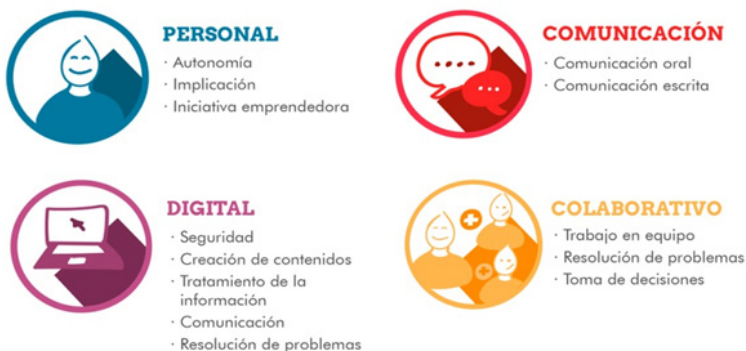 PERSONAL
· Autonomía
· Implicación
· Iniciativa emprendedora
COMUNICACIÓN
· Comunicación oral
· Comunicación escrita
DIGITAL
· Seguridad
· Creación de contenidos
· Tratamiento de la
información
· Comunicación
· Resolución de problemas
COLABORATIVO
· Trabajo en equipo
· Resolución de problemas
· Toma de decisiones